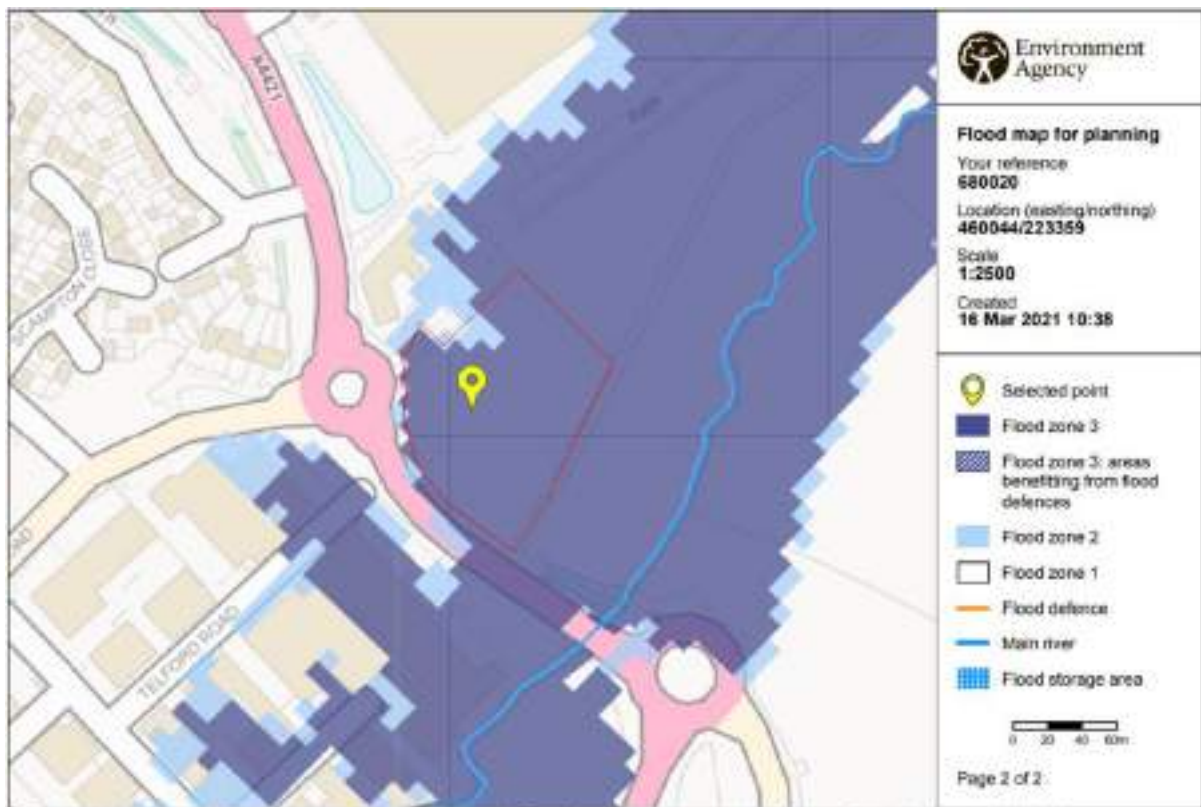 A4421
SCAMPTON CLOSE
TELFORD ROAD
Environment
Agency
Flood map for planning
Your reference
680020
Location (easting/northing)
460044/223359
Scale
1:2500
Created
16 Mar 2021 10:38
Selected point
Flood zone 3
Flood zone 3: areas
benefitting from flood
defences
Flood zone 2
Flood zone 1
Flood defence
Main river
Flood storage area
0 20 40 60m
Page 2 of 2